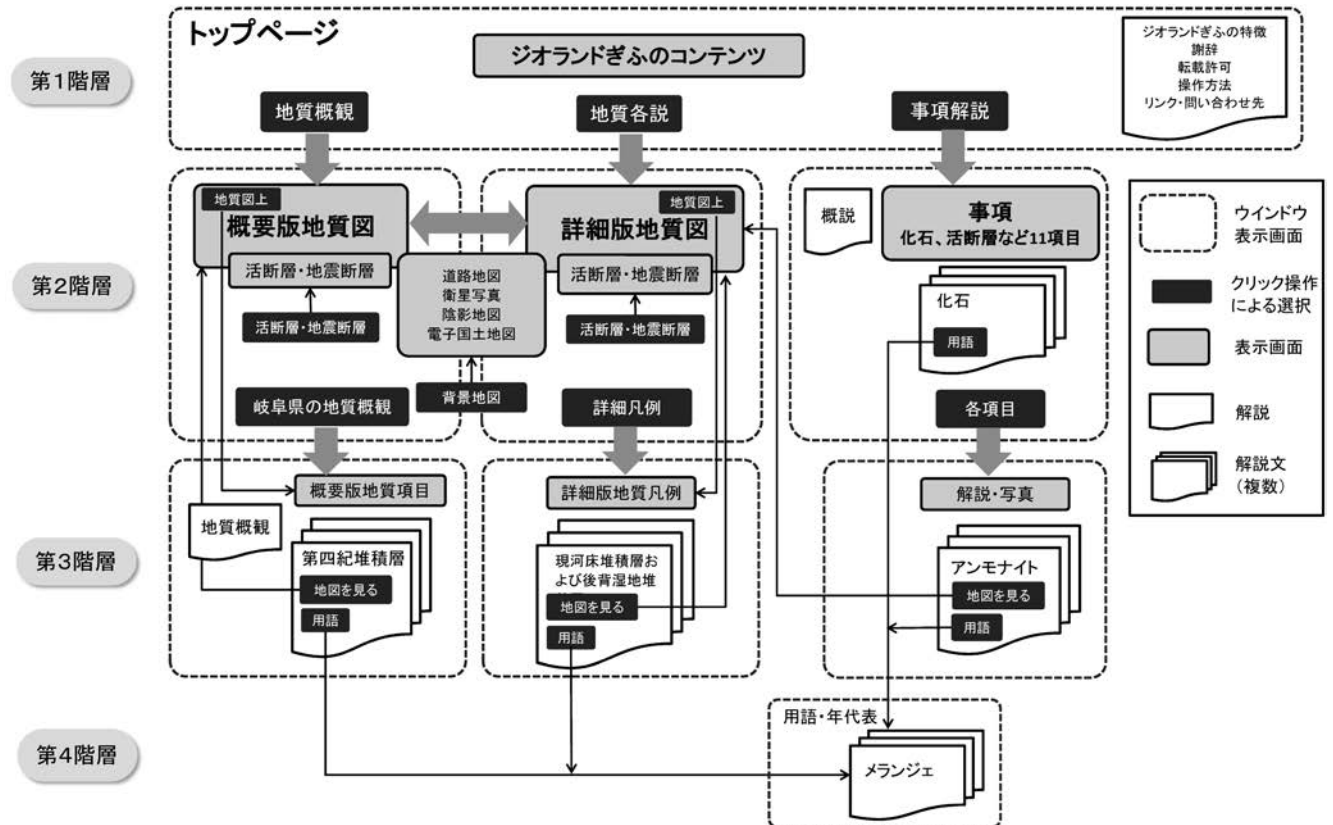 トップページ
ジオランドぎふのコンテンツ
ジオランドぎふの特徴
謝辞
転載許可
操作方法
リンク・問い合わせ先
第1階層
地質概観
地質各説
事項解説
地質図上
概要版地質図
地質図上
詳細版地質図
概説
事項
化石、活断層など11項目
ウインドウ
表示画面
第2階層
活断層・地震断層
道路地図
衛星写真
陰影地図
電子国土地図
活断層・地震断層
化石
クリック操作
による選択
活断層・地震断層
活断層・地震断層
用語
表示画面
岐阜県の地質概観
背景地図
詳細凡例
各項目
解説
概要版地質項目
詳細版地質凡例
解説・写真
解説文
(複数)
地質概観
第3階層
第四紀堆積層
地図を見る
用語
現河床堆積層お
よび後背湿地堆
地図を見る
用語
アンモナイト
地図を見る
用語
第4階層
用語・年代表
メランジェ